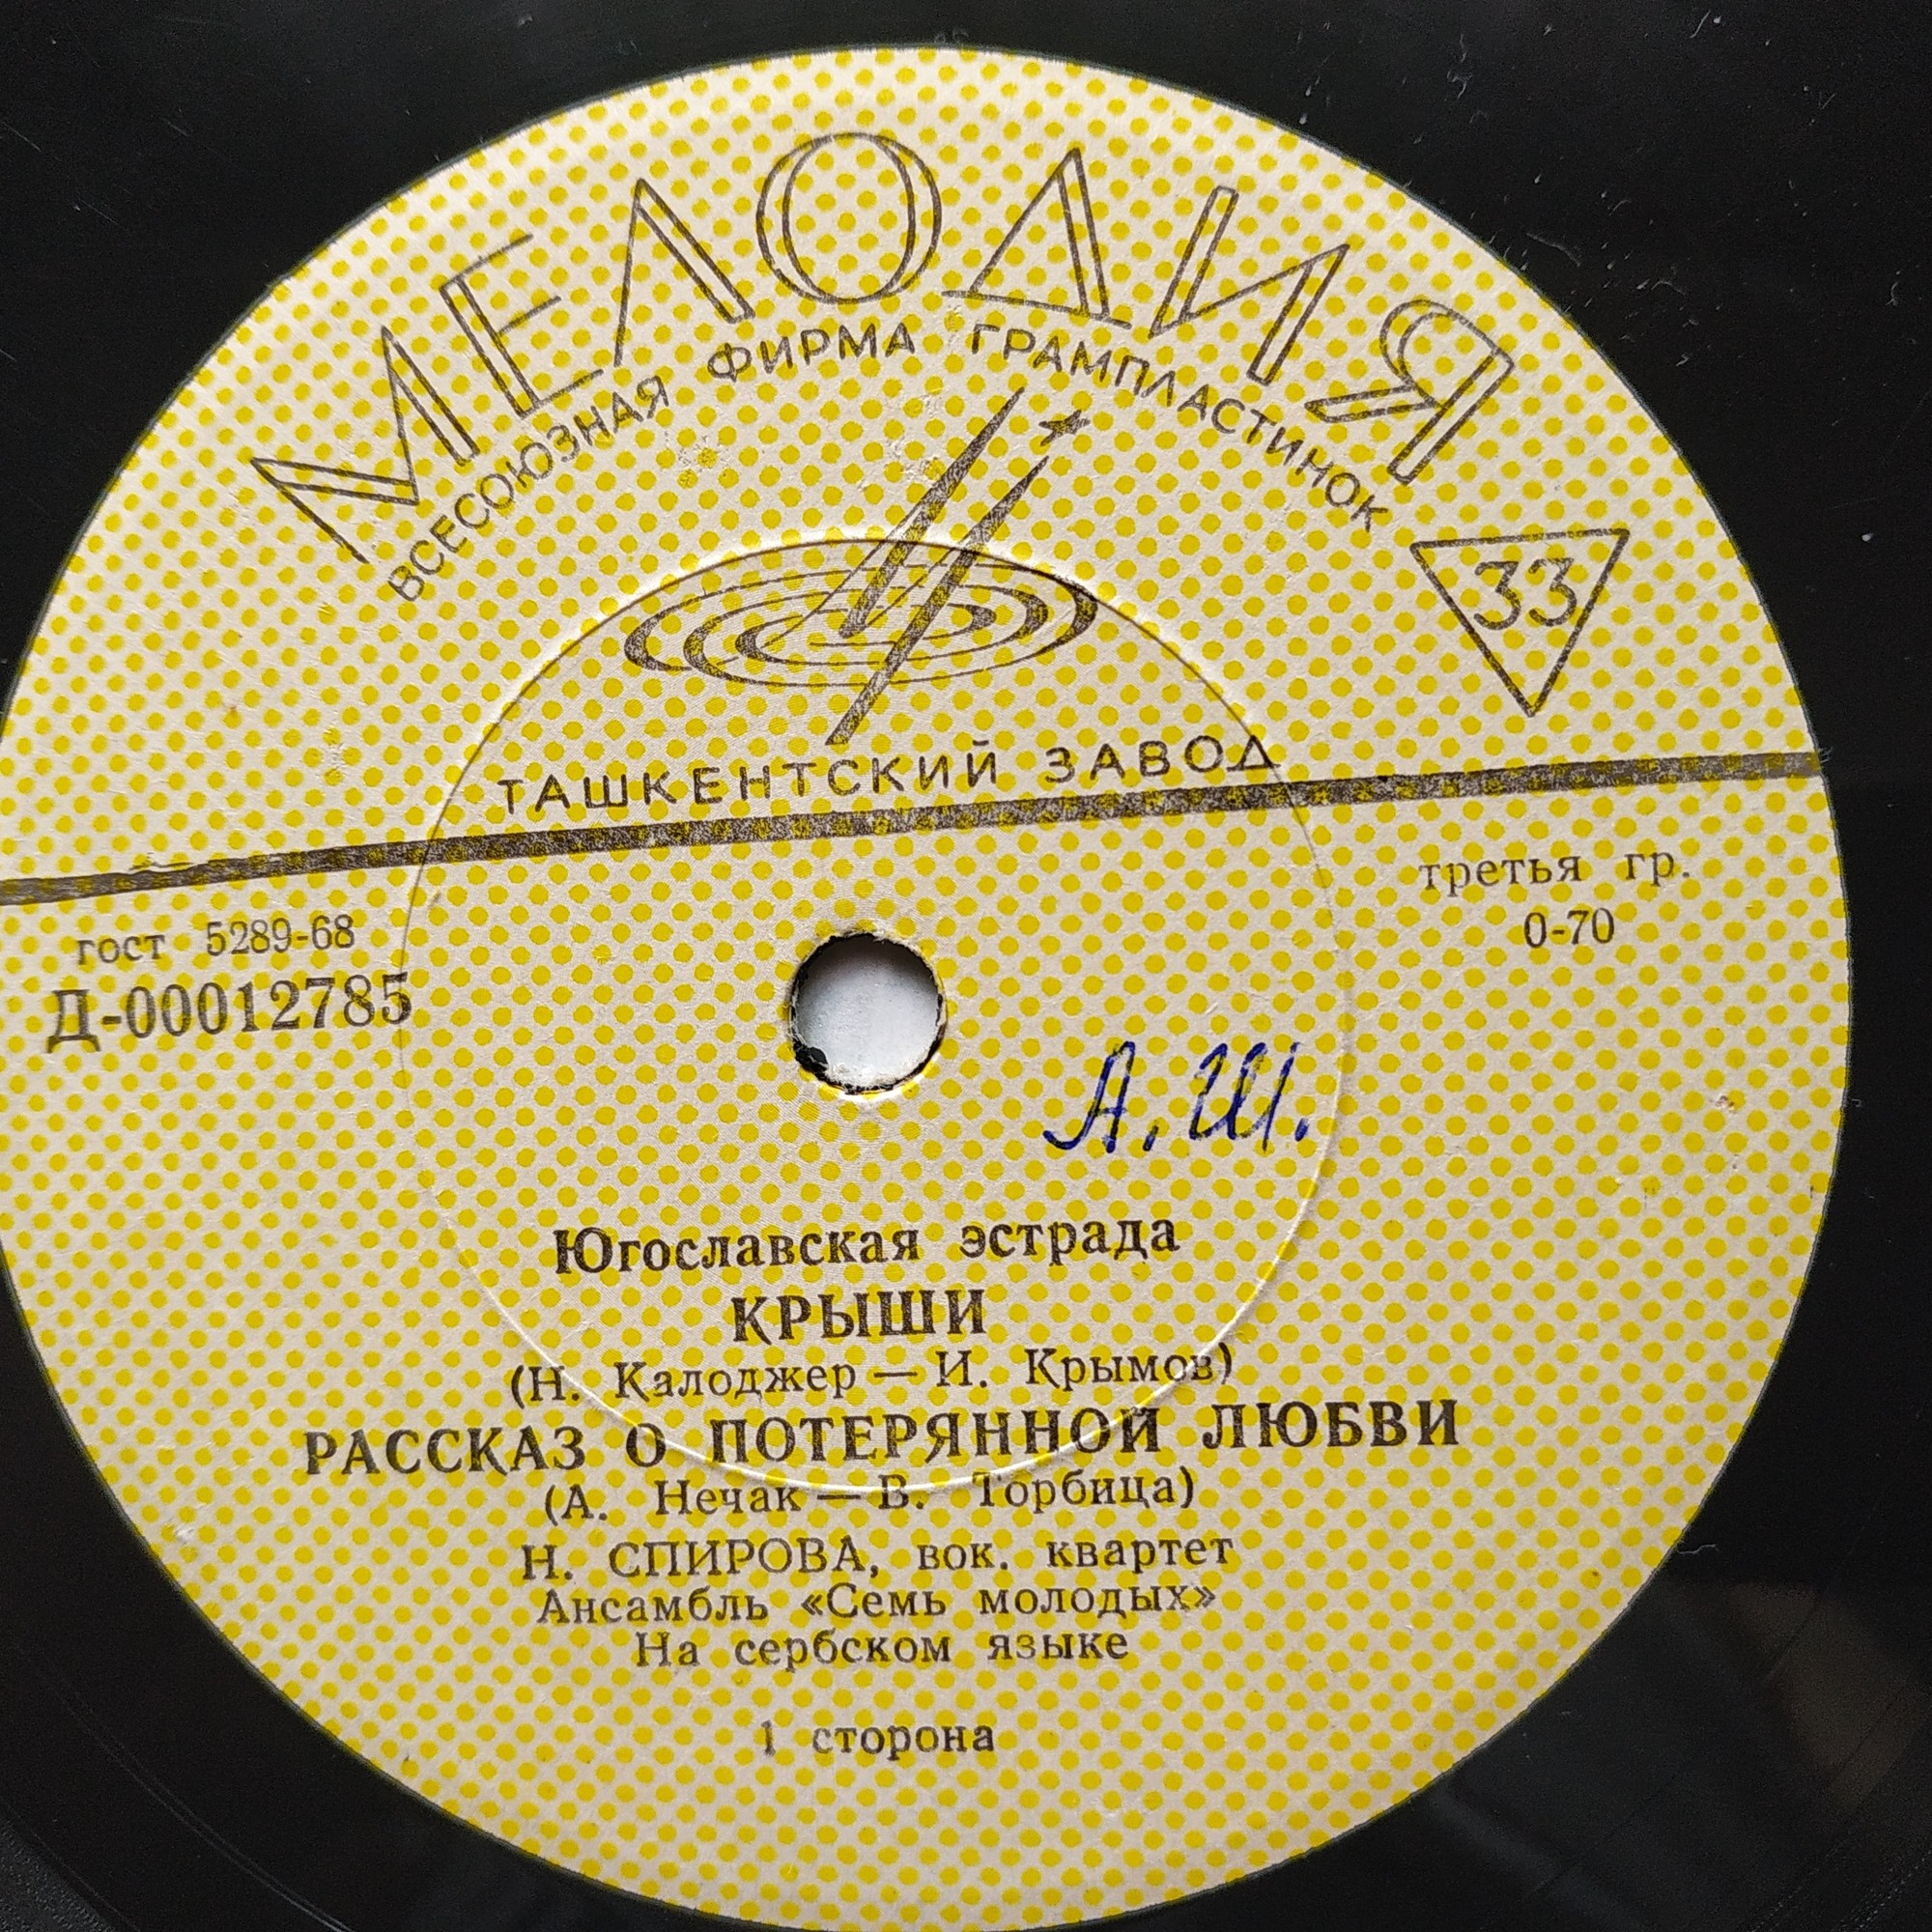 МЕЛОДИЯ
ВСЕСОЮЗНАЯ ФИРМА ГРАМПЛАСТИНОК
33
ТАШКЕНТСКИЙ ЗАВОД
гост 5289-68
Д-00012785
третья гр.
0-70
А. Ш.
Югославская эстрада
КРЫШИ
(Н. Калоджер — И. Крымов)
РАССКАЗ О ПОТЕРЯННОЙ ЛЮБВИ
(А. Нечак — В. Торбица)
Н. СПИРОВА, вок. квартет
Ансамбль «Семь молодых»
На сербском языке
1 сторона